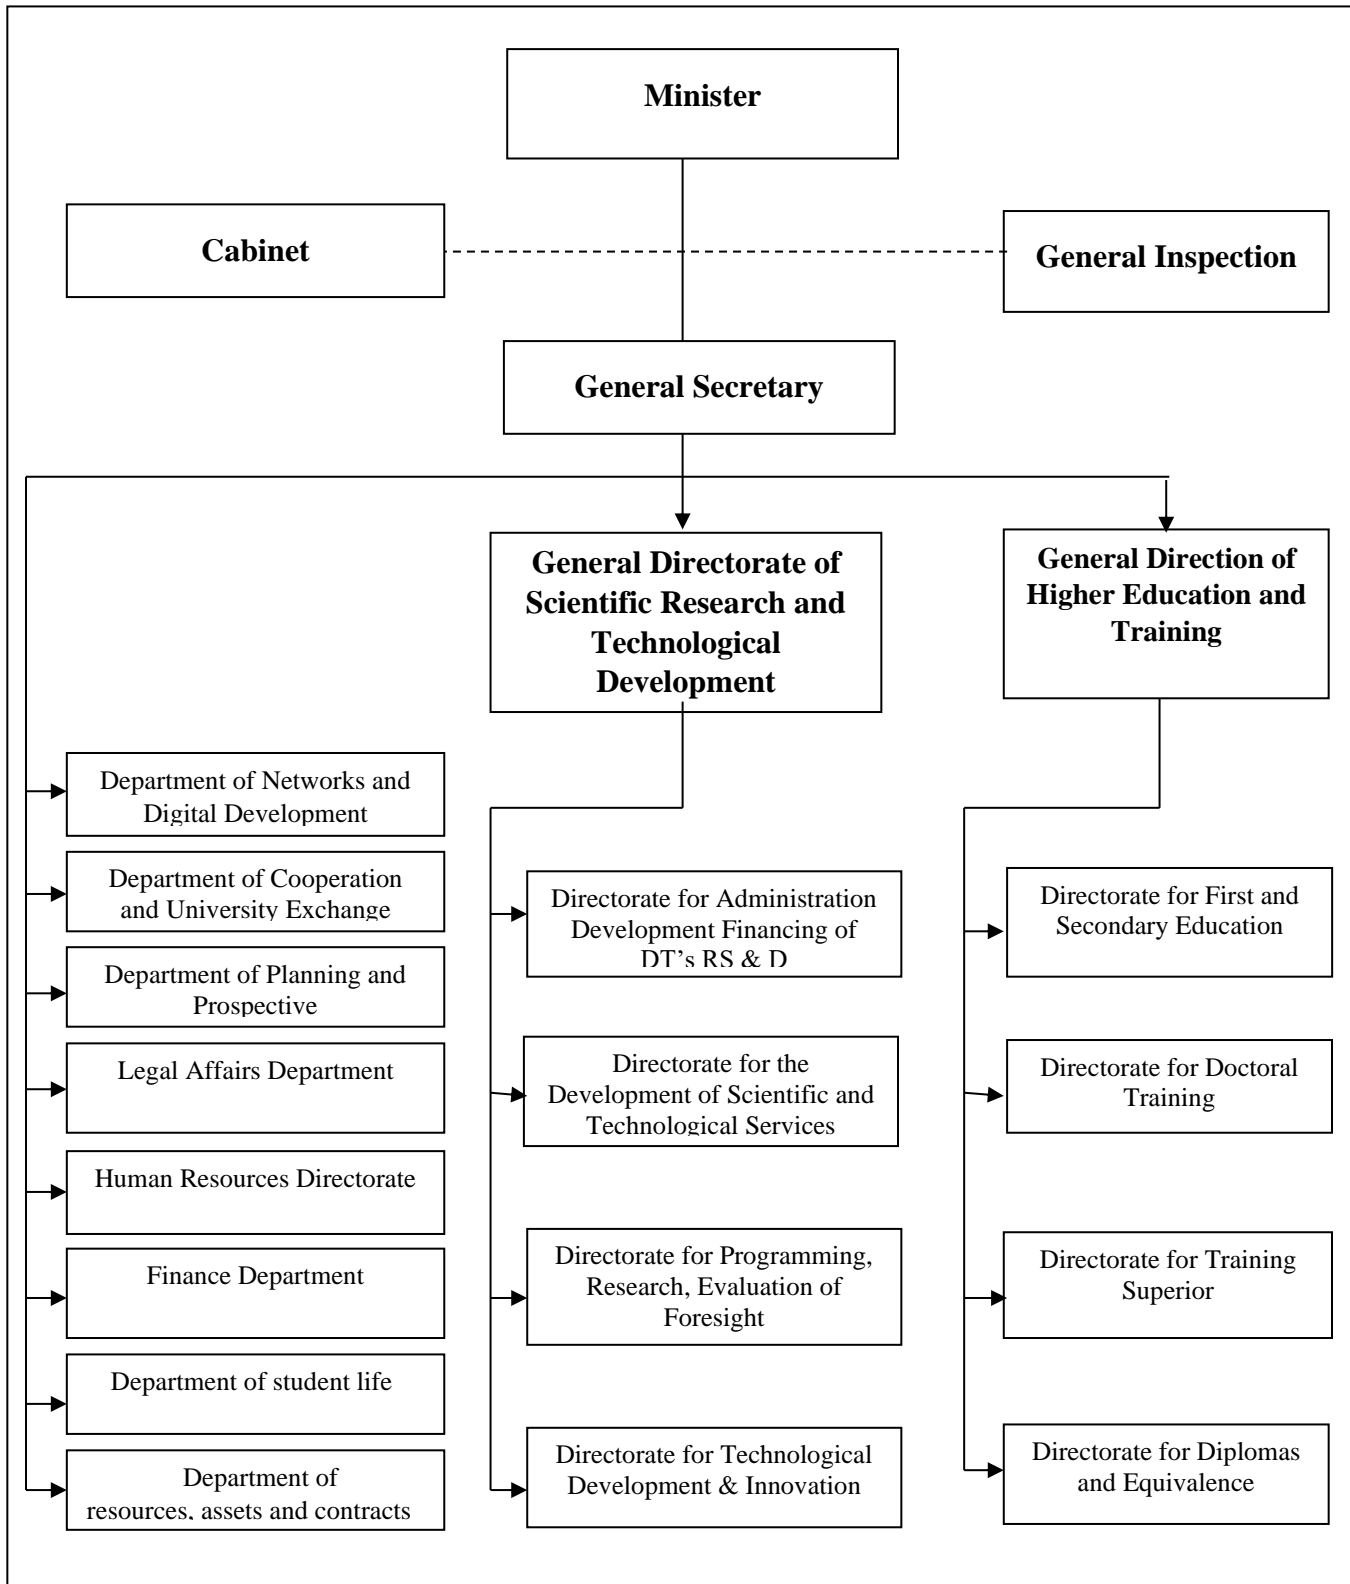 Minister
Cabinet
General Inspection
General Secretary
General Directorate of
Scientific Research and
Technological
Development
General Direction of
Higher Education and
Training
Department of Networks and
Digital Development
Department of Cooperation
and University Exchange
Department of Planning and
Prospective
Legal Affairs Department
Human Resources Directorate
Finance Department
Department of student life
Department of
resources, assets and contracts
Directorate for Administration
Development Financing of
DT’s RS & D
Directorate for the
Development of Scientific and
Technological Services
Directorate for Programming,
Research, Evaluation of
Foresight
Directorate for Technological
Development & Innovation
Directorate for First and
Secondary Education
Directorate for Doctoral
Training
Directorate for Training
Superior
Directorate for Diplomas
and Equivalence